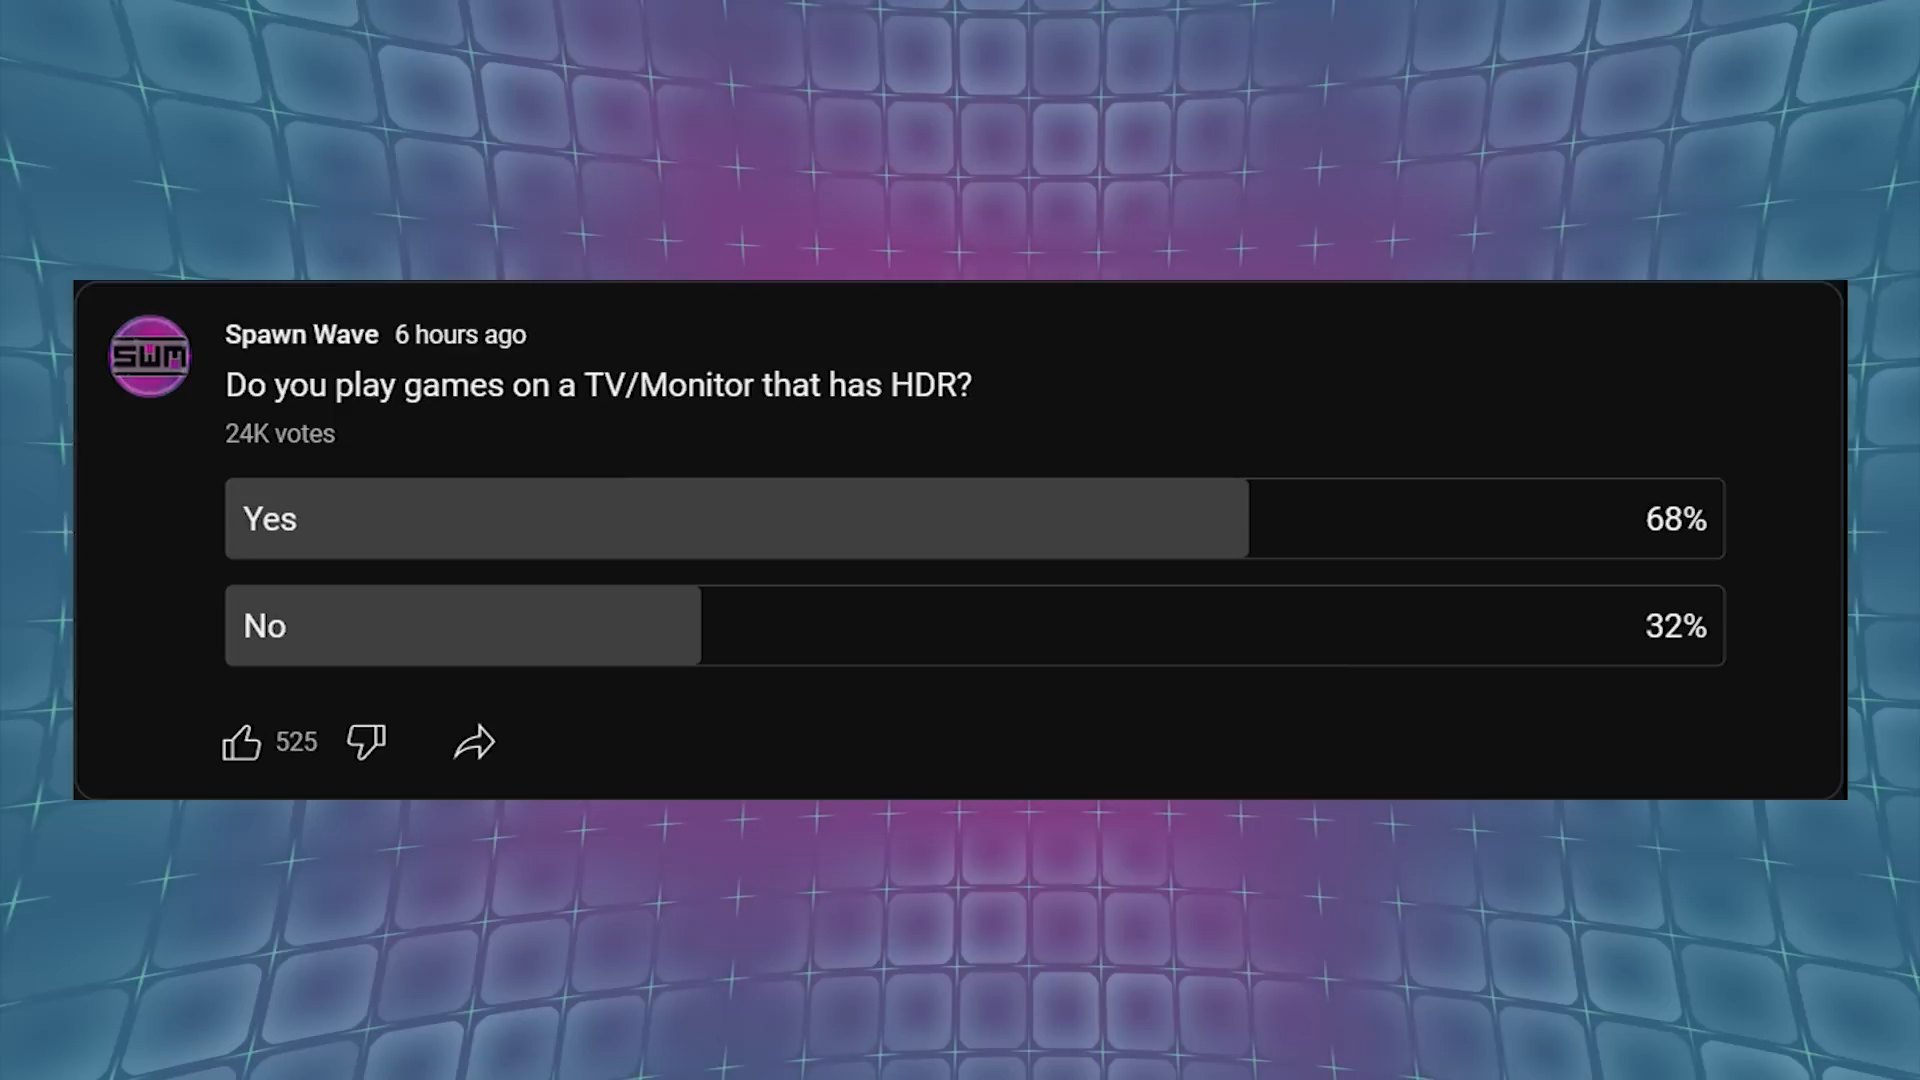 SWM
Spawn Wave 6 hours ago
Do you play games on a TV/Monitor that has HDR?
24K votes
Yes 68%
No 32%
525